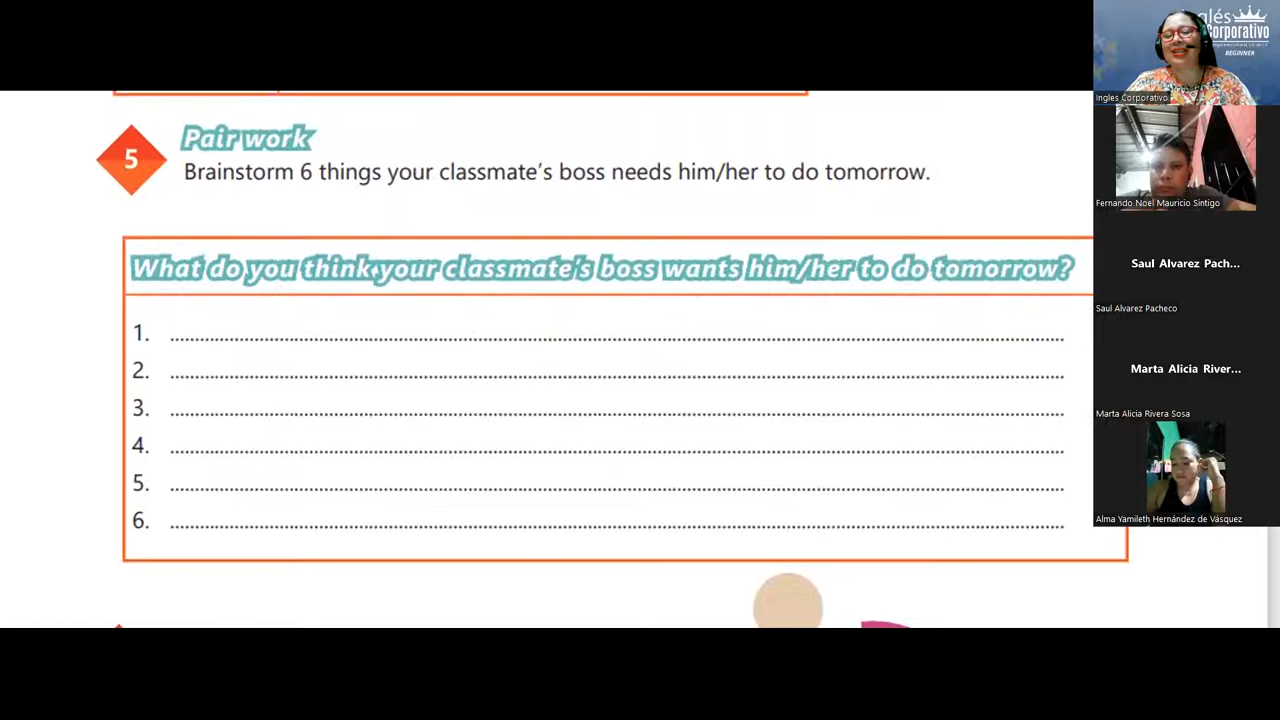 5
Pair work
Brainstorm 6 things your classmate's boss needs him/her to do tomorrow.
What do you think your classmate's boss wants him/her to do tomorrow?
1. ........................................................................
2. ........................................................................
3. ........................................................................
4. ........................................................................
5. ........................................................................
6. ........................................................................
Corporativo
BEGINNER
Ingles Corporativo
Fernando Noel Mauricio Sintigo
Saul Alvarez Pach...
Saul Alvarez Pacheco
Marta Alicia River...
Marta Alicia Rivera Sosa
Alma Yamileth Hernández de Vásquez